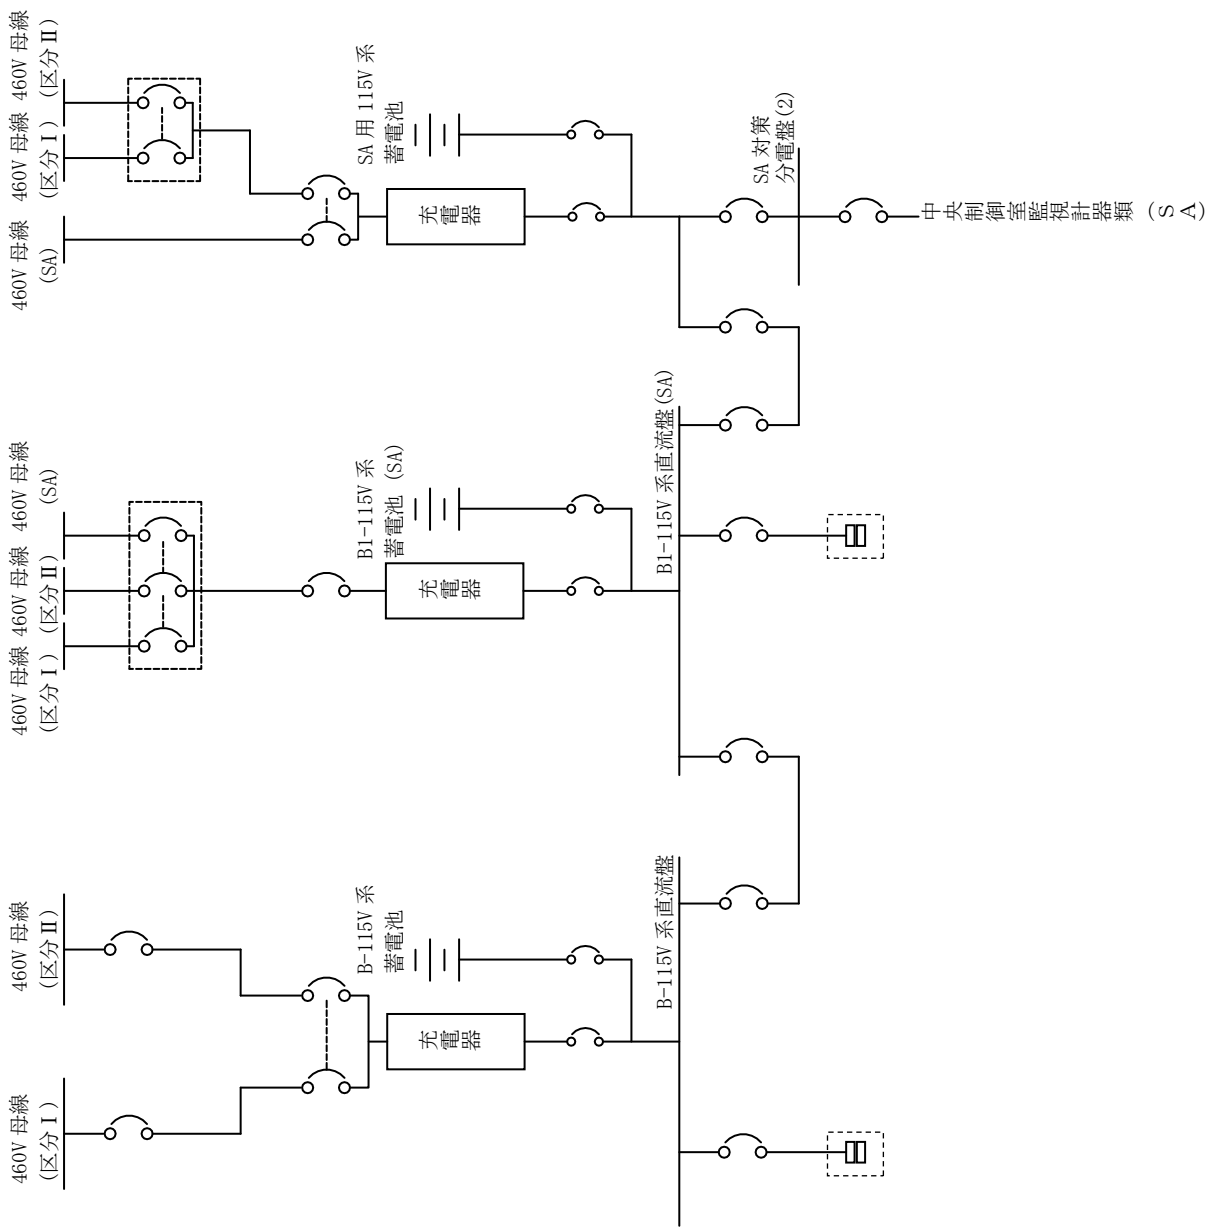 460V 母線
(区分Ⅰ)
460V 母線
(区分Ⅱ)
B-115V 系
蓄電池
充電器
B-115V 系直流盤
460V 母線
(区分Ⅰ)
460V 母線
(区分Ⅱ)
460V 母線
(SA)
B1-115V 系
蓄電池 (SA)
充電器
B1-115V 系直流盤(SA)
460V 母線
(SA)
460V 母線
(区分Ⅰ)
460V 母線
(区分Ⅱ)
SA 用 115V 系
蓄電池
充電器
SA 対策
分電盤(2)
中央制御室監視計器類（ＳＡ）